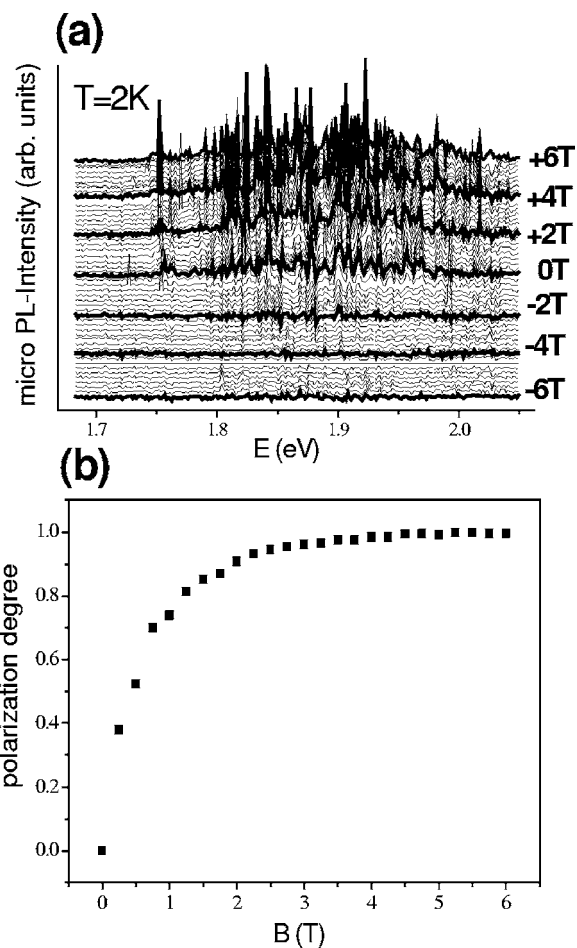 (a)
T=2K
micro PL-Intensity (arb. units)
+6T
+4T
+2T
0T
-2T
-4T
-6T
1.7 1.8 1.9 2.0
E (eV)
(b)
polarization degree
1.0
0.8
0.6
0.4
0.2
0.0
0 1 2 3 4 5 6
B (T)